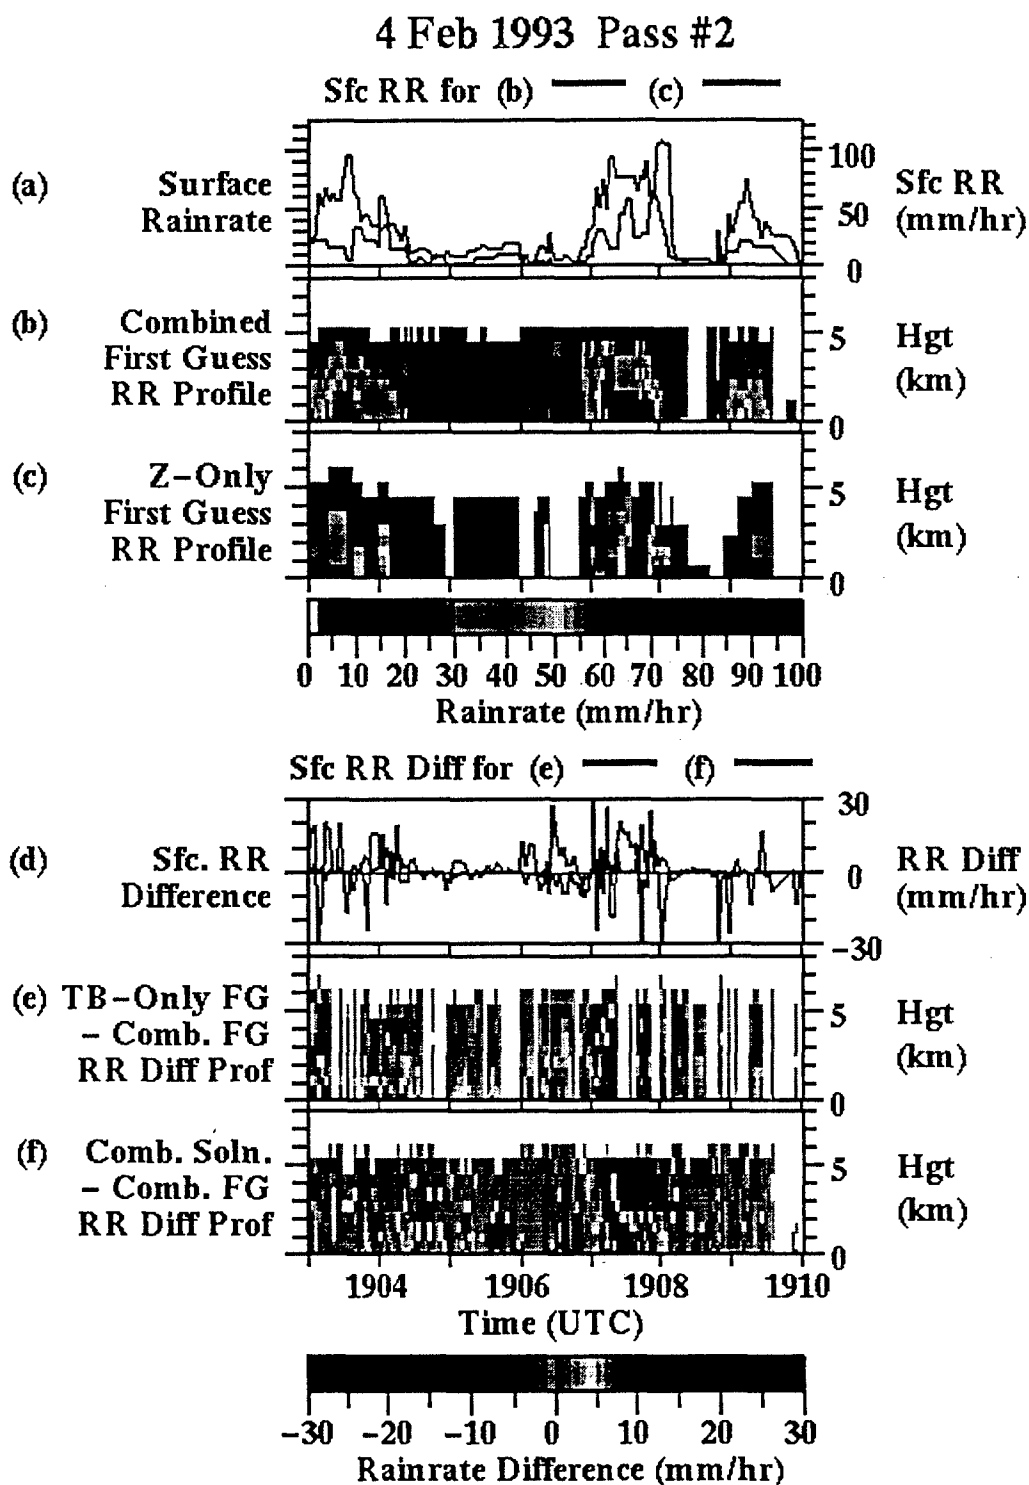 4 Feb 1993 Pass #2
Sfc RR for (b) (c)
(a) Surface Rainrate
100
50
0
Sfc RR (mm/hr)
(b) Combined First Guess RR Profile
5
0
Hgt (km)
(c) Z-Only First Guess RR Profile
5
0
Hgt (km)
0 10 20 30 40 50 60 70 80 90 100
Rainrate (mm/hr)
Sfc RR Diff for (e) (f)
(d) Sfc. RR Difference
30
0
-30
RR Diff (mm/hr)
(e) TB-Only FG - Comb. FG RR Diff Prof
5
0
Hgt (km)
(f) Comb. Soln. - Comb. FG RR Diff Prof
5
0
Hgt (km)
1904 1906 1908 1910
Time (UTC)
-30 -20 -10 0 10 20 30
Rainrate Difference (mm/hr)